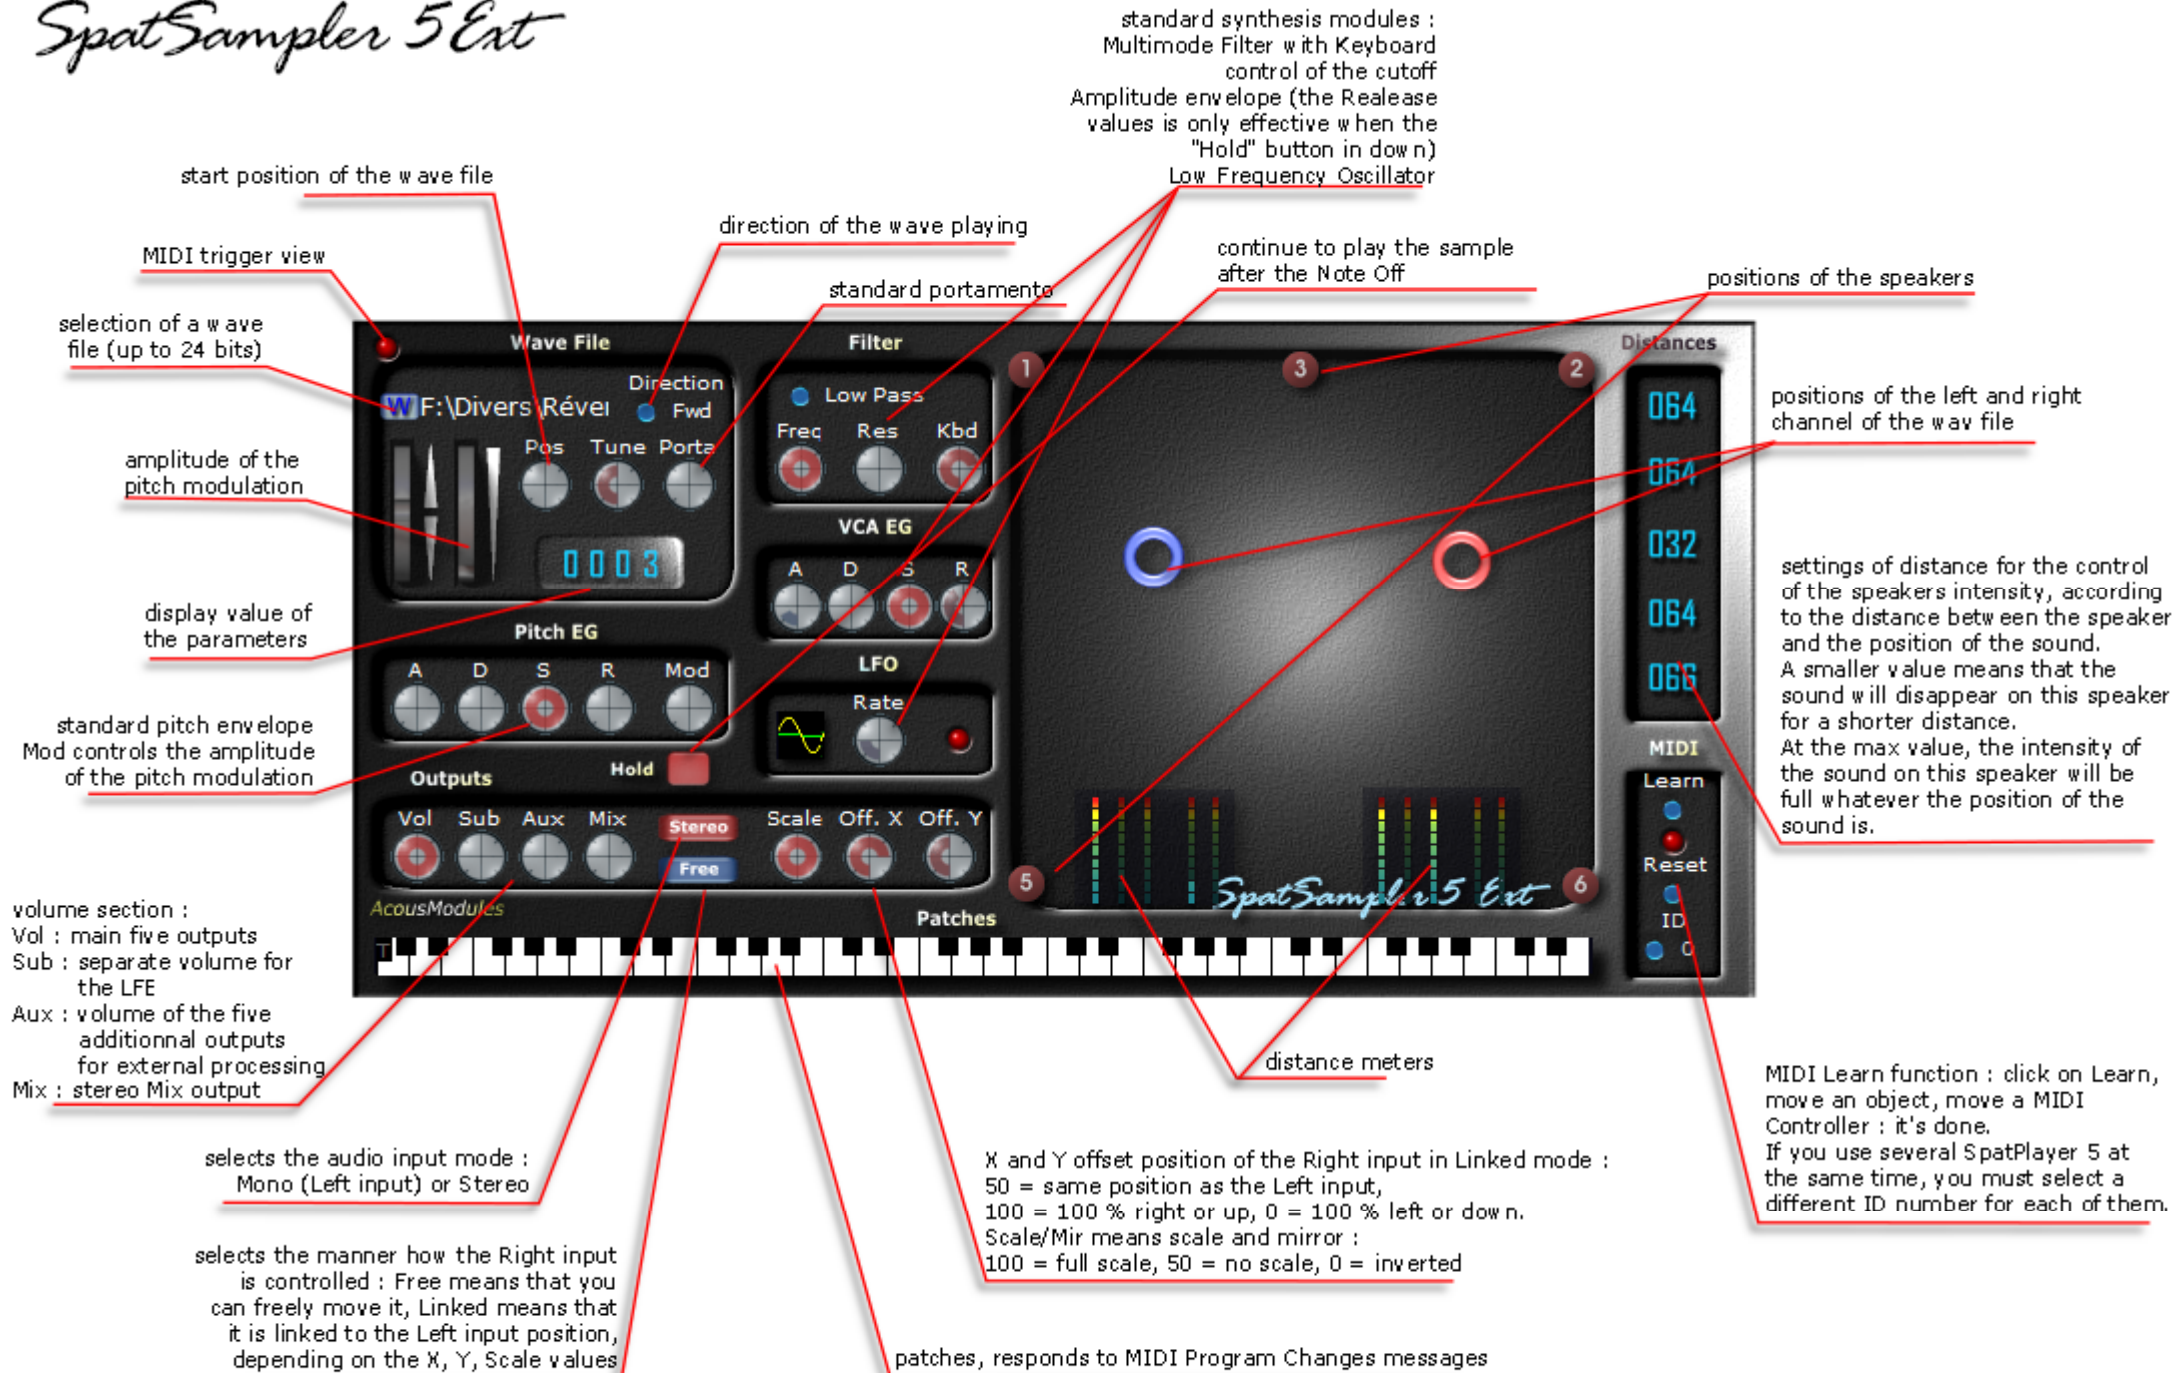 SpatSampler 5 Ext
standard synthesis modules :
Multimode Filter with Keyboard
control of the cutoff
Amplitude envelope (the Realease
values is only effective when the
"Hold" button in down)
Low Frequency Oscillator
start position of the wave file
direction of the wave playing
MIDI trigger view
continue to play the sample
after the Note Off
standard portamento
positions of the speakers
selection of a wave
file (up to 24 bits)
positions of the left and right
channel of the wav file
amplitude of the
pitch modulation
display value of
the parameters
settings of distance for the control
of the speakers intensity, according
to the distance between the speaker
and the position of the sound.
A smaller value means that the
sound will disappear on this speaker
for a shorter distance.
At the max value, the intensity of
the sound on this speaker will be
full whatever the position of the
sound is.
standard pitch envelope
Mod controls the amplitude
of the pitch modulation
Wave File
Direction
W F:\Divers\Réver
Fwd
Pos Tune Porta
0003
Pitch EG
A D S R Mod
Hold
Outputs
Vol Sub Aux Mix
Stereo
Free
Scale Off. X Off. Y
AcousModules
Patches
T
Filter
Low Pass
Freq Res Kbd
VCA EG
A D S R
LFO
Rate
1 3 2
5 6
SpatSampler 5 Ext
Distances
064
064
032
064
066
MIDI
Learn
Reset
ID
0
volume section :
Vol : main five outputs
Sub : separate volume for
the LFE
Aux : volume of the five
additionnal outputs
for external processing
Mix : stereo Mix output
distance meters
MIDI Learn function : click on Learn,
move an object, move a MIDI
Controller : it's done.
If you use several SpatPlayer 5 at
the same time, you must select a
different ID number for each of them.
selects the audio input mode :
Mono (Left input) or Stereo
X and Y offset position of the Right input in Linked mode :
50 = same position as the Left input,
100 = 100 % right or up, 0 = 100 % left or down.
Scale/Mir means scale and mirror :
100 = full scale, 50 = no scale, 0 = inverted
selects the manner how the Right input
is controlled : Free means that you
can freely move it, Linked means that
it is linked to the Left input position,
depending on the X, Y, Scale values
patches, responds to MIDI Program Changes messages